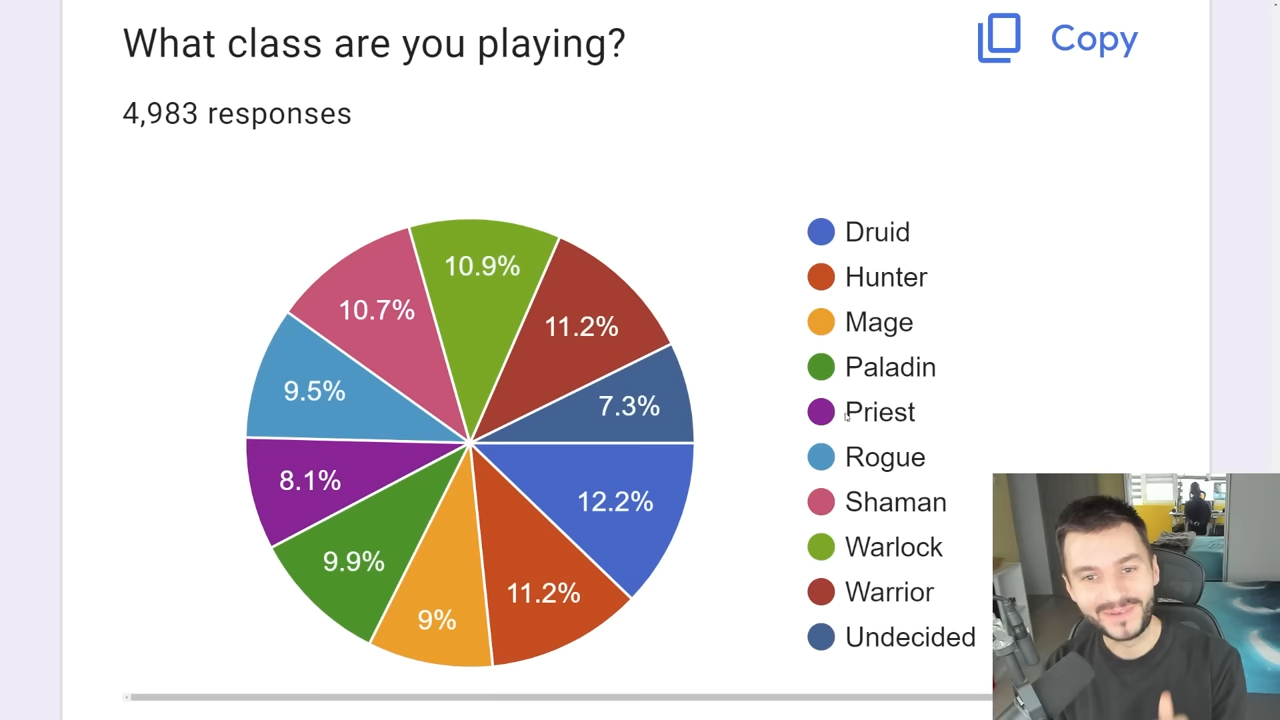 What class are you playing?
Copy
4,983 responses
10.9%
10.7%
11.2%
9.5%
7.3%
8.1%
12.2%
9.9%
11.2%
9%
Druid
Hunter
Mage
Paladin
Priest
Rogue
Shaman
Warlock
Warrior
Undecided